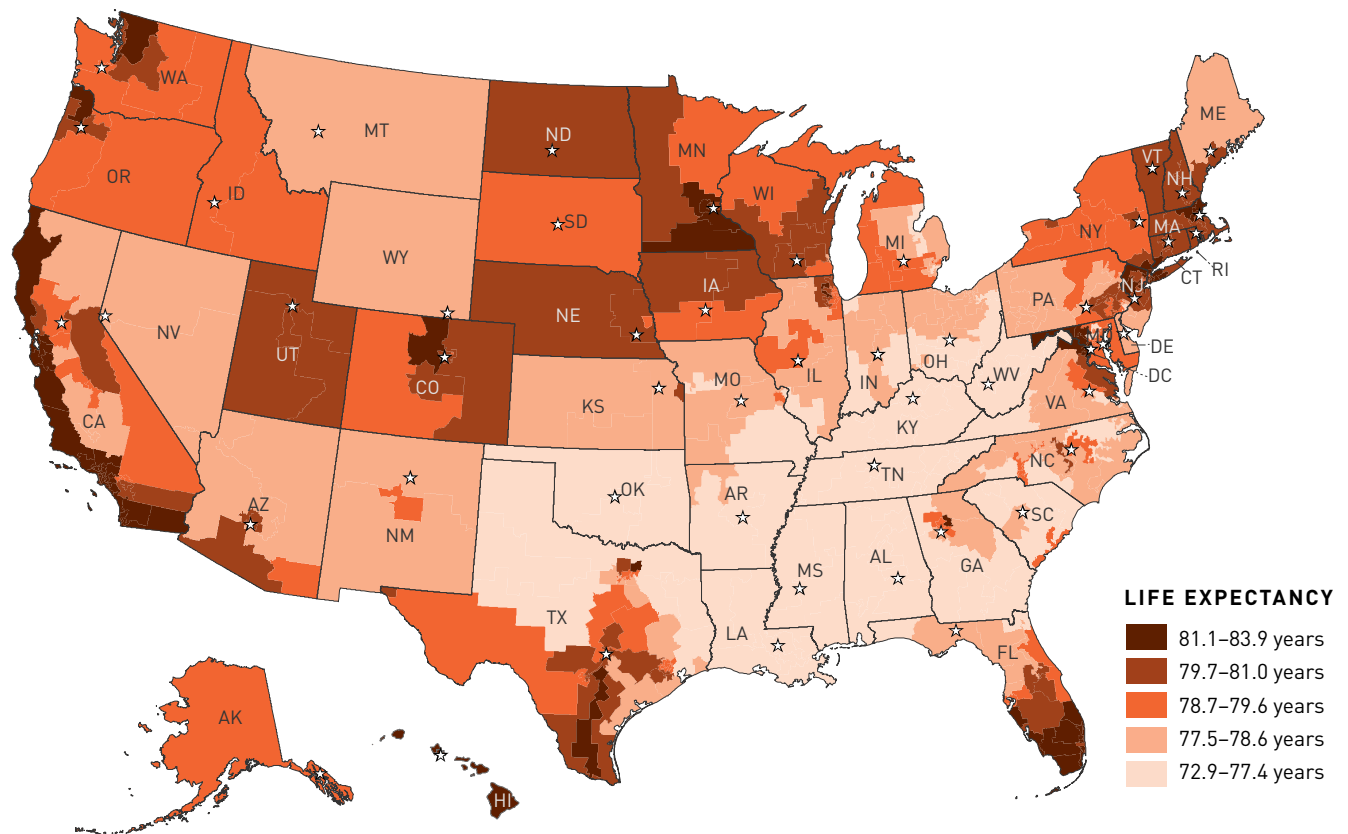 WA
MT
ND
MN
ME
VT
NH
OR
ID
SD
WI
MI
NY
MA
WY
IA
RI
CT
NV
UT
CO
NE
PA
NJ
MD
DE
DC
CA
KS
MO
IL
IN
OH
WV
VA
KY
NC
AZ
NM
OK
AR
TN
SC
TX
MS
AL
GA
LA
FL
AK
HI
LIFE EXPECTANCY
81.1–83.9 years
79.7–81.0 years
78.7–79.6 years
77.5–78.6 years
72.9–77.4 years